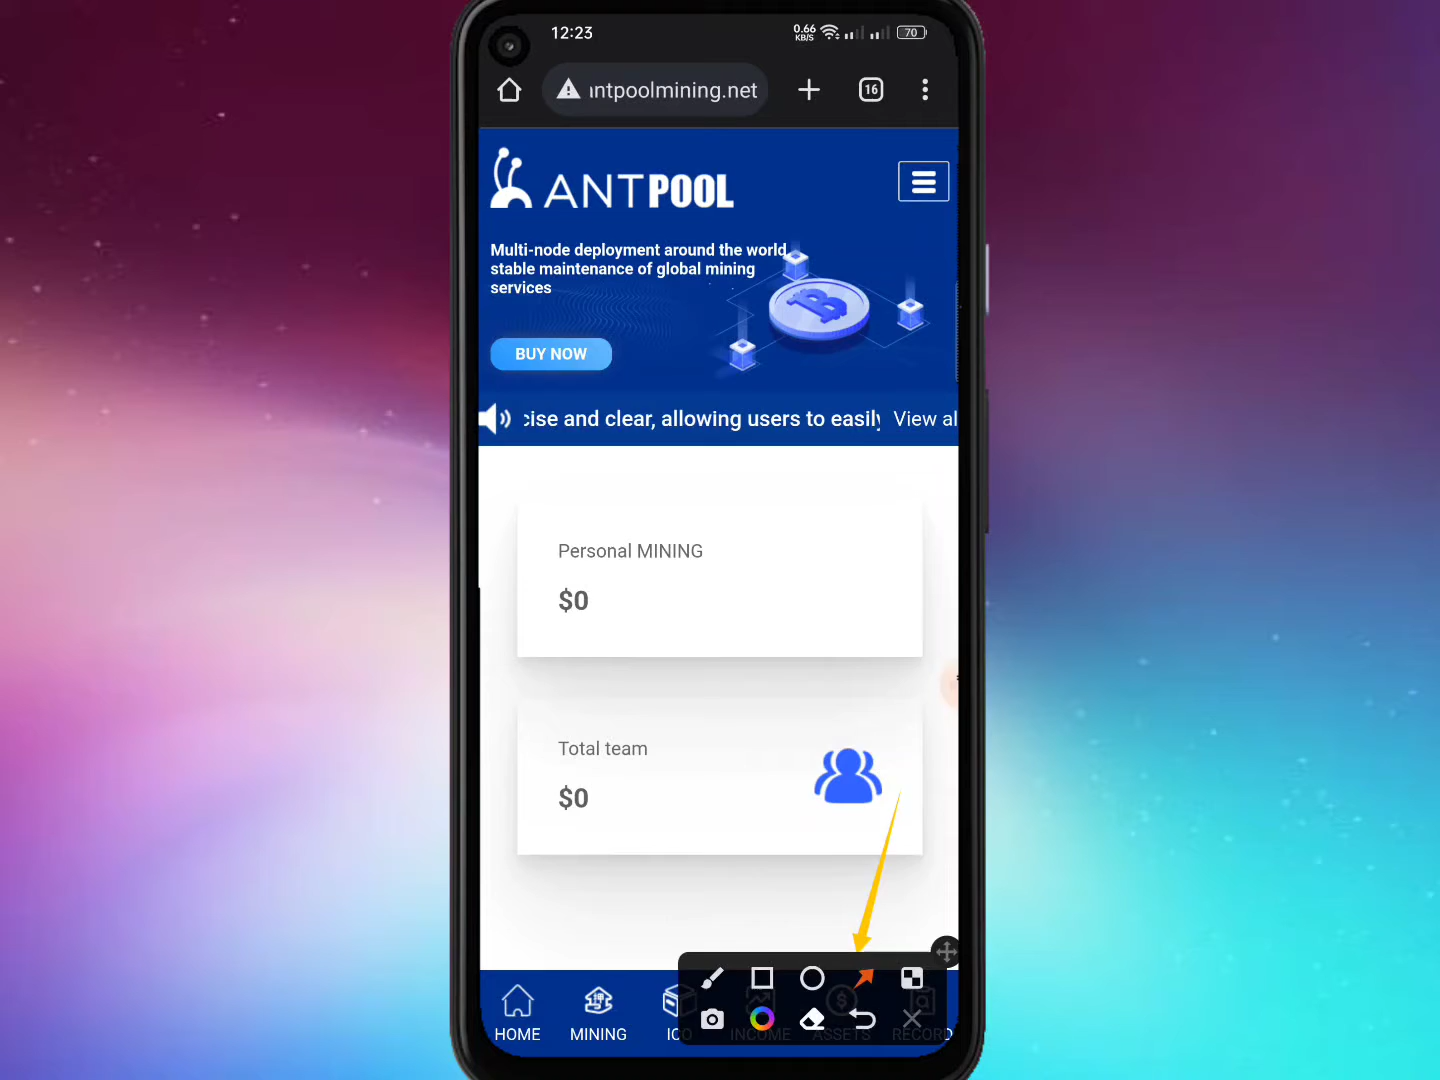 12:23
0.66
KB/S
70
ntpoolmining.net
16
ANTPOOL
Multi-node deployment around the world
stable maintenance of global mining
services
BUY NOW
cise and clear, allowing users to easily
View al
Personal MINING
$0
Total team
$0
HOME
MINING
ICO
INCOME
ASSETS
RECORD